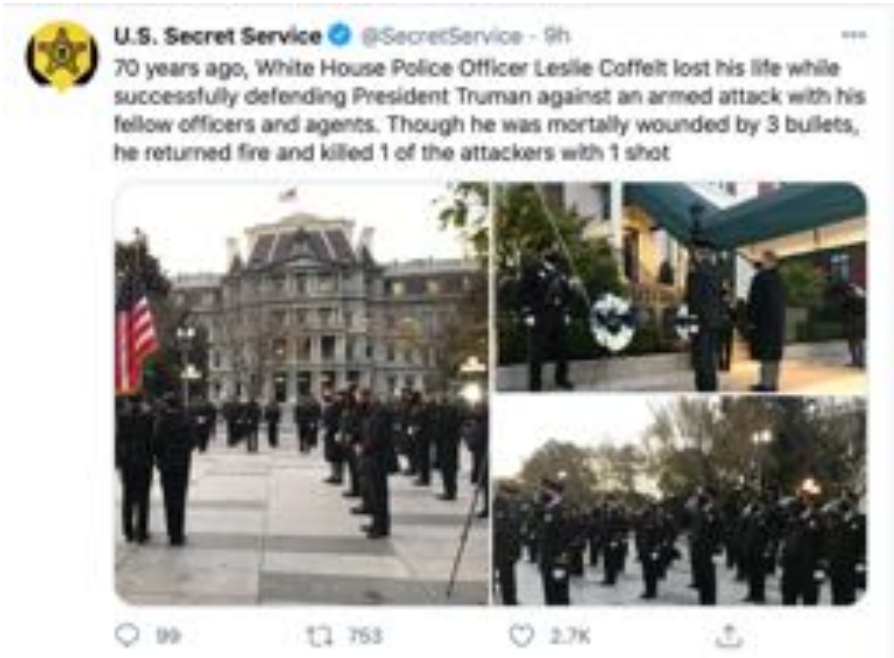 U.S. Secret Service @SecretService · 9h
70 years ago, White House Police Officer Leslie Coffelt lost his life while
successfully defending President Truman against an armed attack with his
fellow officers and agents. Though he was mortally wounded by 3 bullets,
he returned fire and killed 1 of the attackers with 1 shot
99 753 2.7K